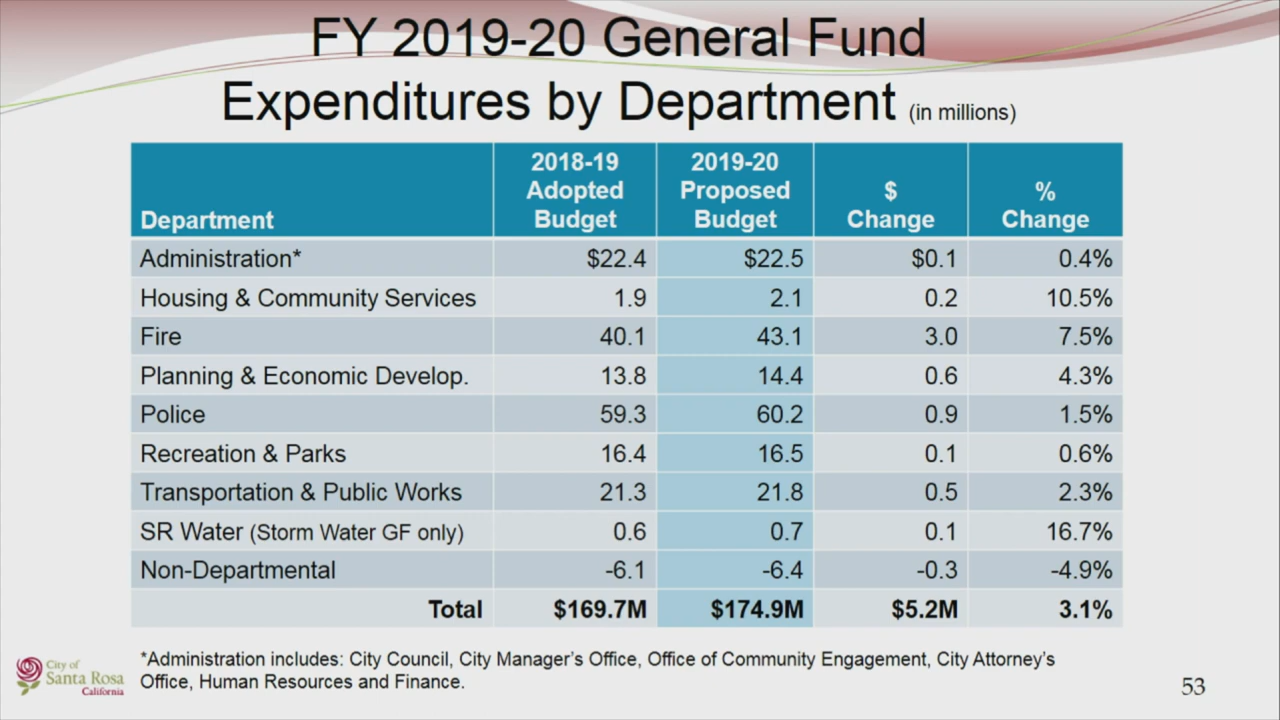 FY 2019-20 General Fund
Expenditures by Department (in millions)
Department 2018-19 Adopted Budget 2019-20 Proposed Budget $ Change % Change
Administration* $22.4 $22.5 $0.1 0.4%
Housing & Community Services 1.9 2.1 0.2 10.5%
Fire 40.1 43.1 3.0 7.5%
Planning & Economic Develop. 13.8 14.4 0.6 4.3%
Police 59.3 60.2 0.9 1.5%
Recreation & Parks 16.4 16.5 0.1 0.6%
Transportation & Public Works 21.3 21.8 0.5 2.3%
SR Water (Storm Water GF only) 0.6 0.7 0.1 16.7%
Non-Departmental -6.1 -6.4 -0.3 -4.9%
Total $169.7M $174.9M $5.2M 3.1%
*Administration includes: City Council, City Manager's Office, Office of Community Engagement, City Attorney's
Office, Human Resources and Finance.
City of
Santa Rosa
California
53